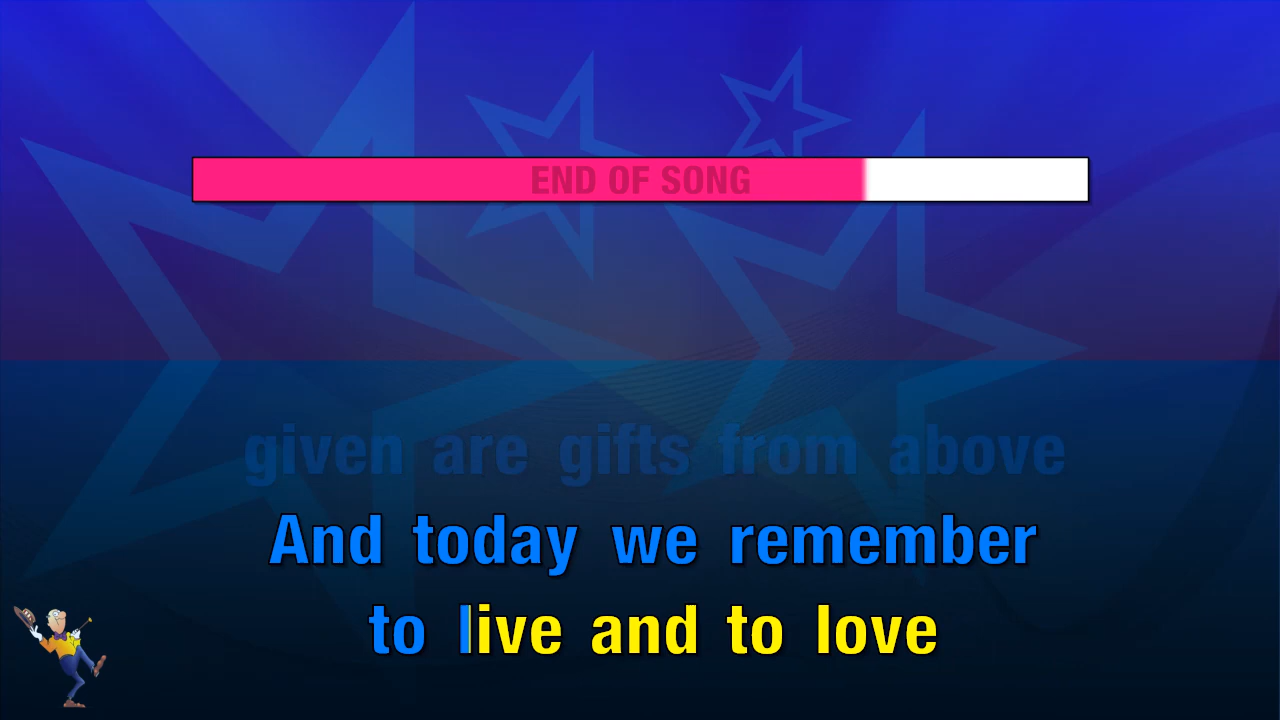 END OF SONG
given are gifts from above
And today we remember
to live and to love